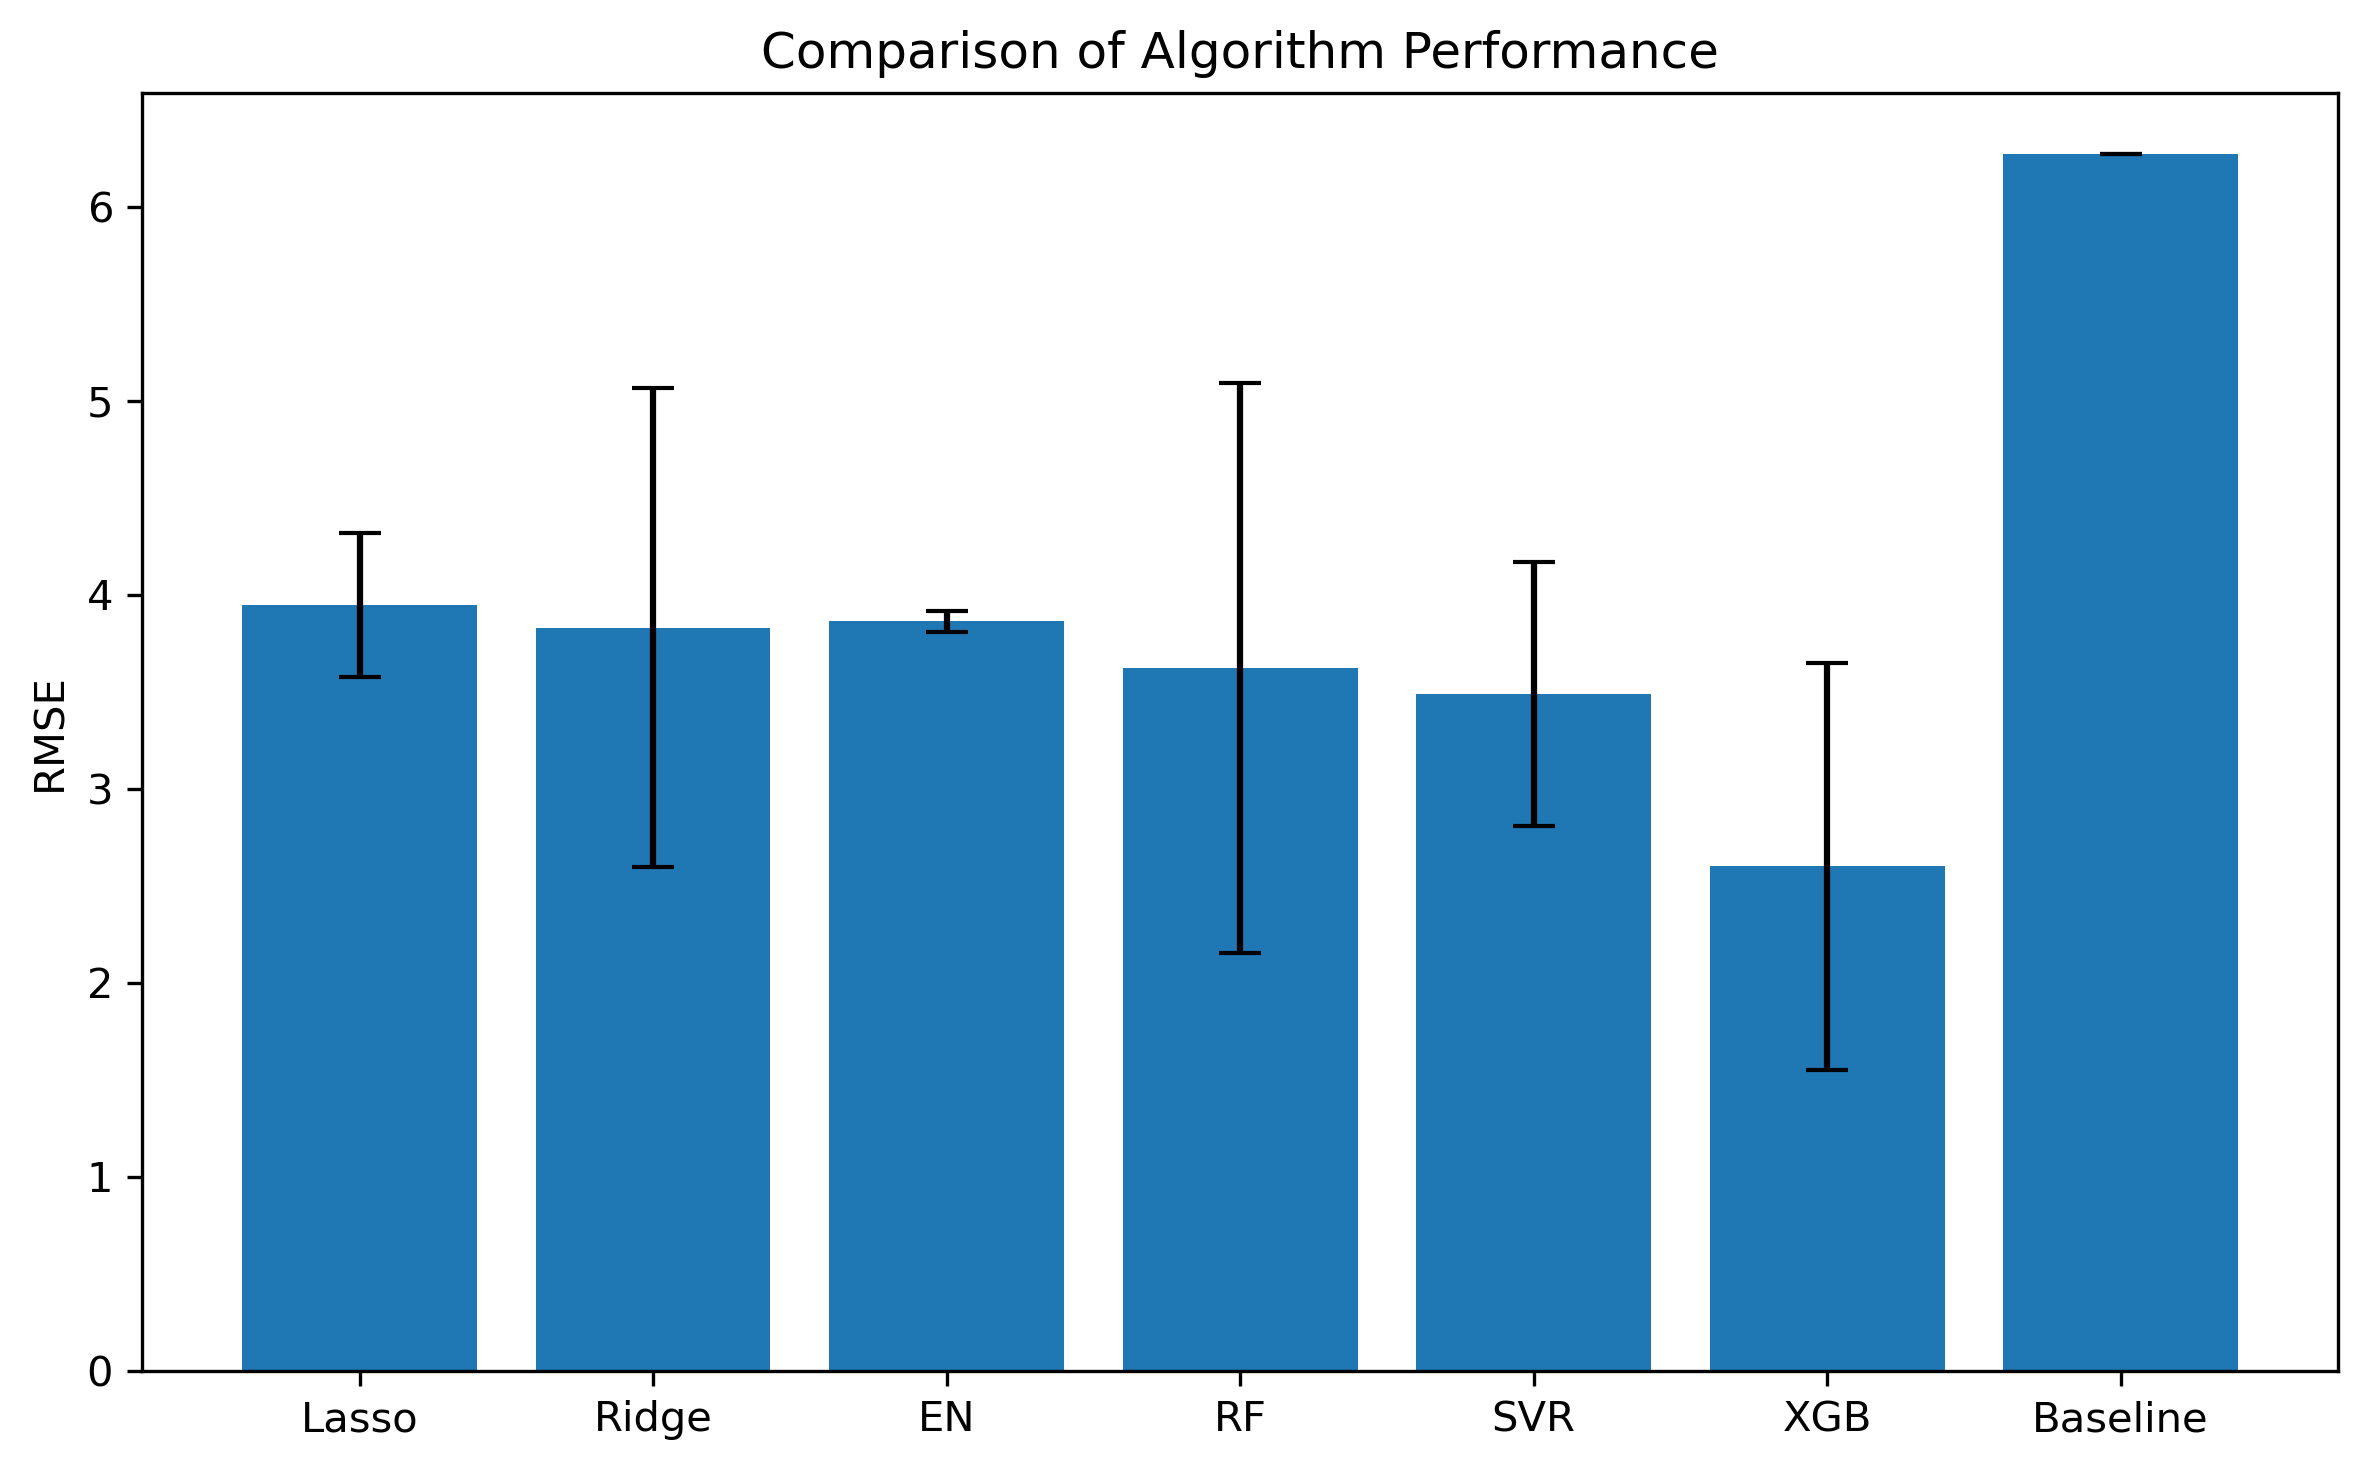 Comparison of Algorithm Performance
RMSE
6
5
4
3
2
1
0
Lasso Ridge EN RF SVR XGB Baseline